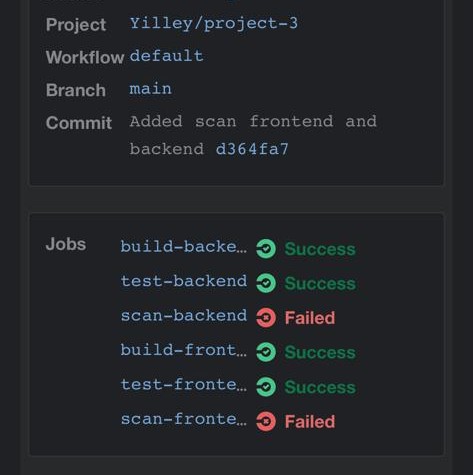 Project Yilley/project-3
Workflow default
Branch main
Commit Added scan frontend and
backend d364fa7
Jobs build-backe… Success
test-backend Success
scan-backend Failed
build-front… Success
test-fronte… Success
scan-fronte… Failed